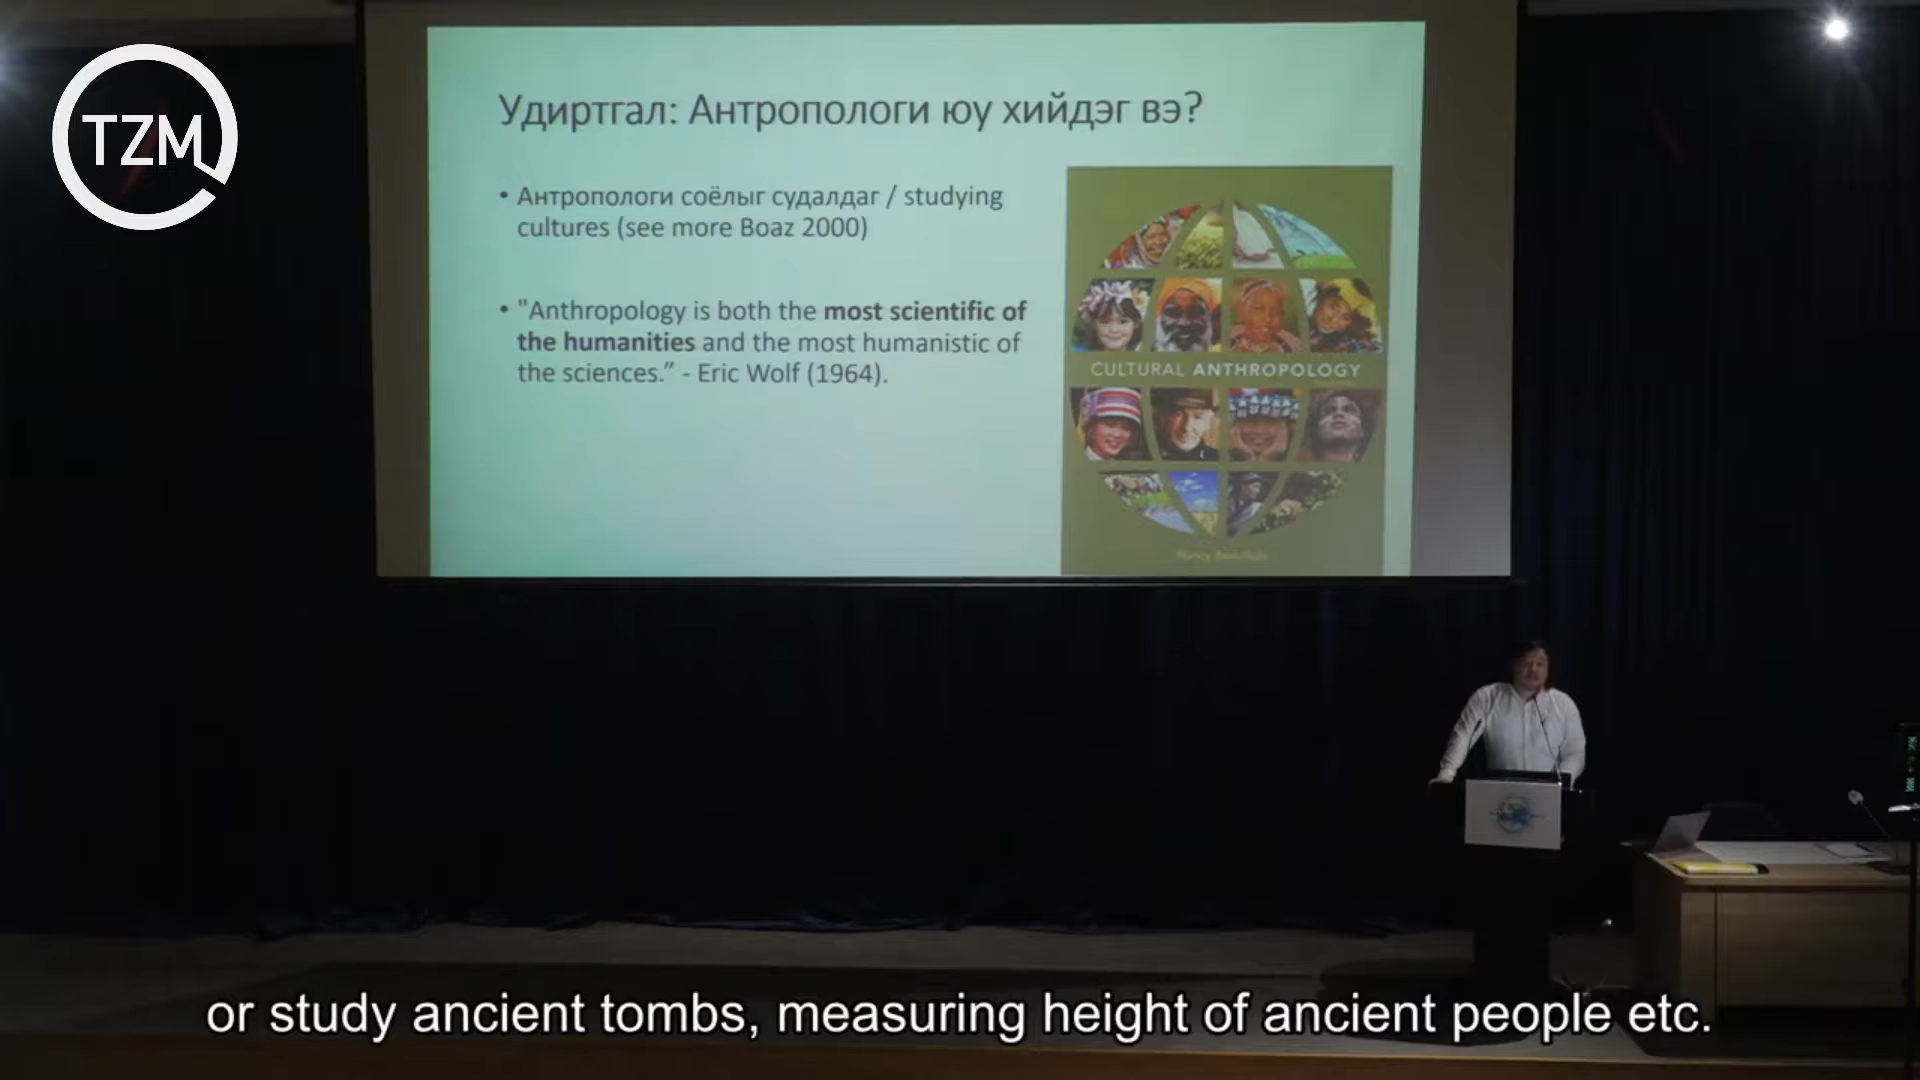 TZM
Удиртгал: Антропологи юу хийдэг вэ?
• Антропологи соёлыг судалдаг / studying
cultures (see more Boaz 2000)
• "Anthropology is both the most scientific of
the humanities and the most humanistic of
the sciences.” - Eric Wolf (1964).
CULTURAL ANTHROPOLOGY
Nancy
or study ancient tombs, measuring height of ancient people etc.